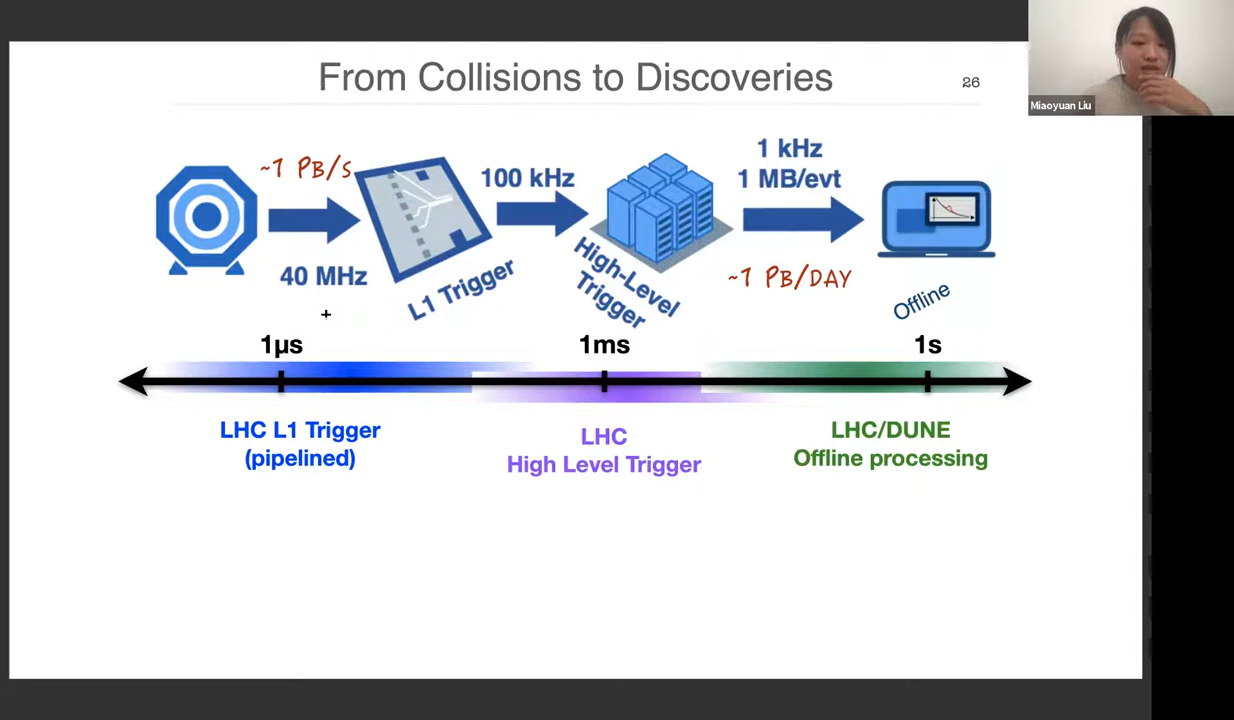 From Collisions to Discoveries
26
Miaoyuan Liu
~1 PB/S
40 MHz
L1 Trigger
100 kHz
High-Level
Trigger
1 kHz
1 MB/evt
~1 PB/DAY
Offline
1µs
1ms
1s
LHC L1 Trigger
(pipelined)
LHC
High Level Trigger
LHC/DUNE
Offline processing